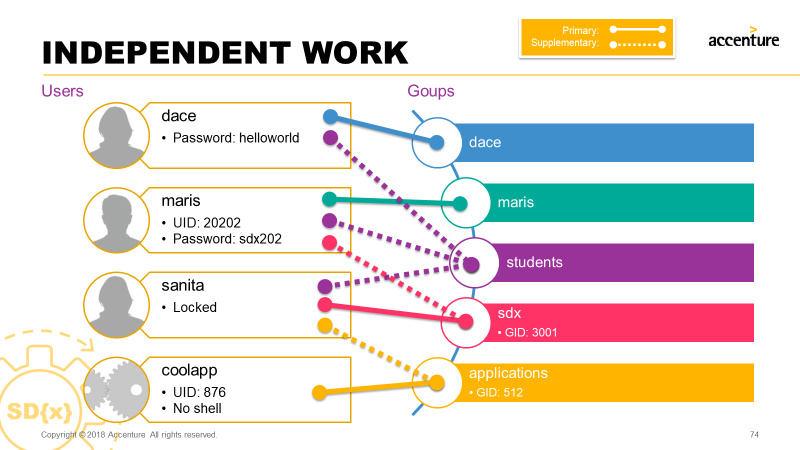 INDEPENDENT WORK
Primary:
Supplementary:
accenture
Users
Goups
dace
• Password: helloworld
maris
• UID: 20202
• Password: sdx202
sanita
• Locked
coolapp
• UID: 876
• No shell
dace
maris
students
sdx
• GID: 3001
applications
• GID: 512
SD{x}
Copyright © 2018 Accenture All rights reserved.
74